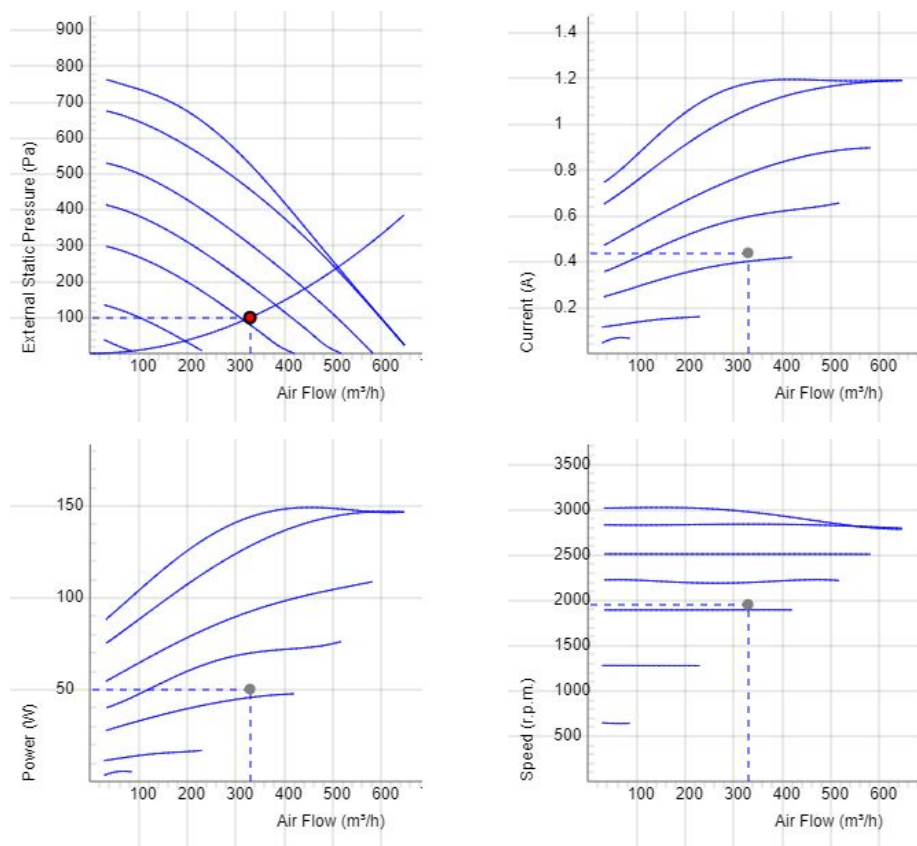 900
800
700
600
500
400
300
200
100
External Static Pressure (Pa)
100 200 300 400 500 600
Air Flow (m³/h)
1.4
1.2
1
0.8
0.6
0.4
0.2
Current (A)
100 200 300 400 500 600
Air Flow (m³/h)
150
100
50
Power (W)
100 200 300 400 500 600
Air Flow (m³/h)
3500
3000
2500
2000
1500
1000
500
Speed (r.p.m.)
100 200 300 400 500 600
Air Flow (m³/h)